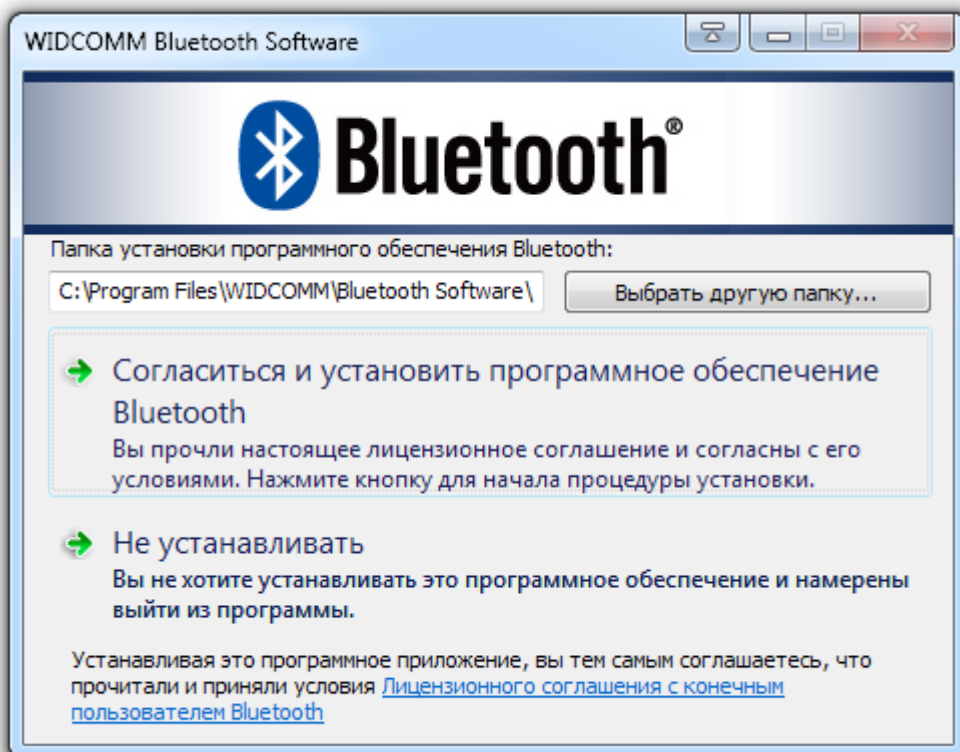 WIDCOMM Bluetooth Software
Bluetooth®
Папка установки программного обеспечения Bluetooth:
C:\Program Files\WIDCOMM\Bluetooth Software\
Выбрать другую папку...
Согласиться и установить программное обеспечение
Bluetooth
Вы прочли настоящее лицензионное соглашение и согласны с его
условиями. Нажмите кнопку для начала процедуры установки.
Не устанавливать
Вы не хотите устанавливать это программное обеспечение и намерены
выйти из программы.
Устанавливая это программное приложение, вы тем самым соглашаетесь, что
прочитали и приняли условия Лицензионного соглашения с конечным
пользователем Bluetooth